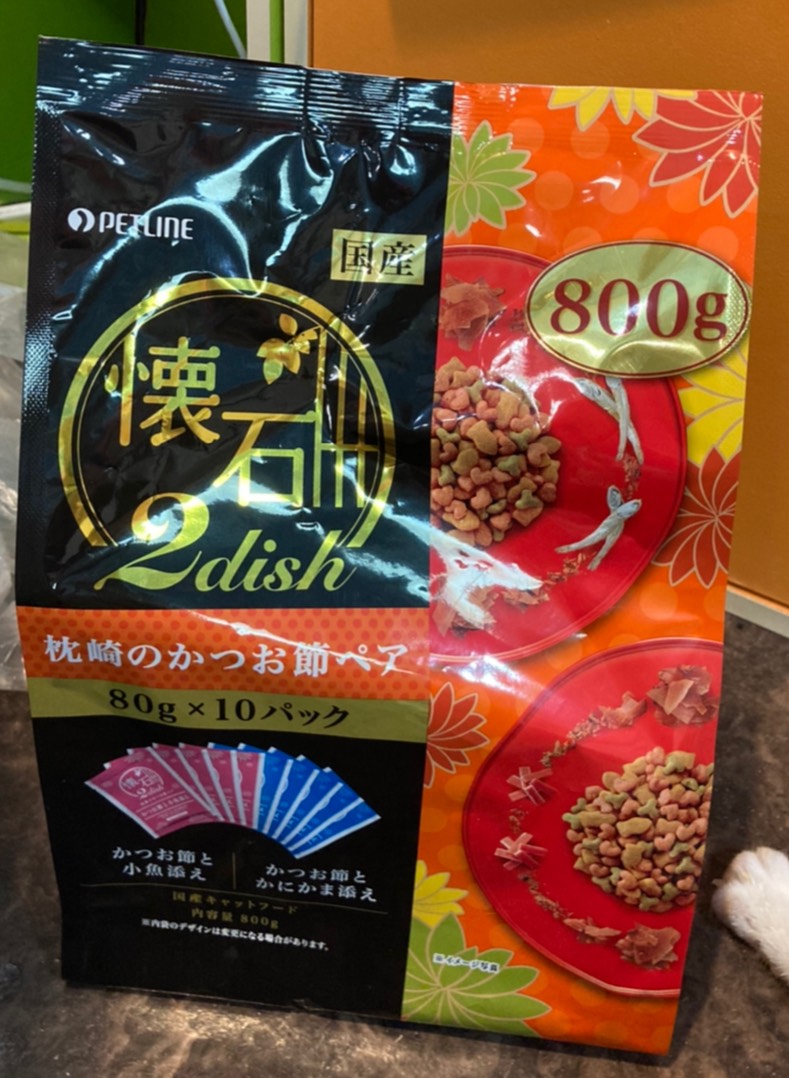 PETLINE
国産
800g
懐石
2dish
枕崎のかつお節ペア
80g×10パック
懐石
2dish
かつお節と
小魚添え
かつお節と
かにかま添え
国産キャットフード
内容量 800g
※内袋のデザインは変更になる場合があります。
※イメージ写真